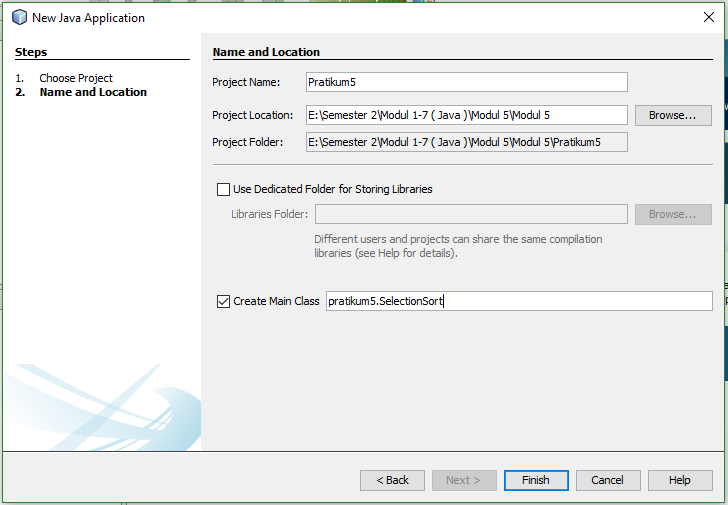 New Java Application
Steps
1. Choose Project
2. Name and Location
Name and Location
Project Name: Pratikum5
Project Location: E:\Semester 2\Modul 1-7 ( Java )\Modul 5\Modul 5 Browse...
Project Folder: E:\Semester 2\Modul 1-7 ( Java )\Modul 5\Modul 5\Pratikum5
Use Dedicated Folder for Storing Libraries
Libraries Folder: Browse...
Different users and projects can share the same compilation
libraries (see Help for details).
Create Main Class pratikum5.SelectionSort
< Back Next > Finish Cancel Help